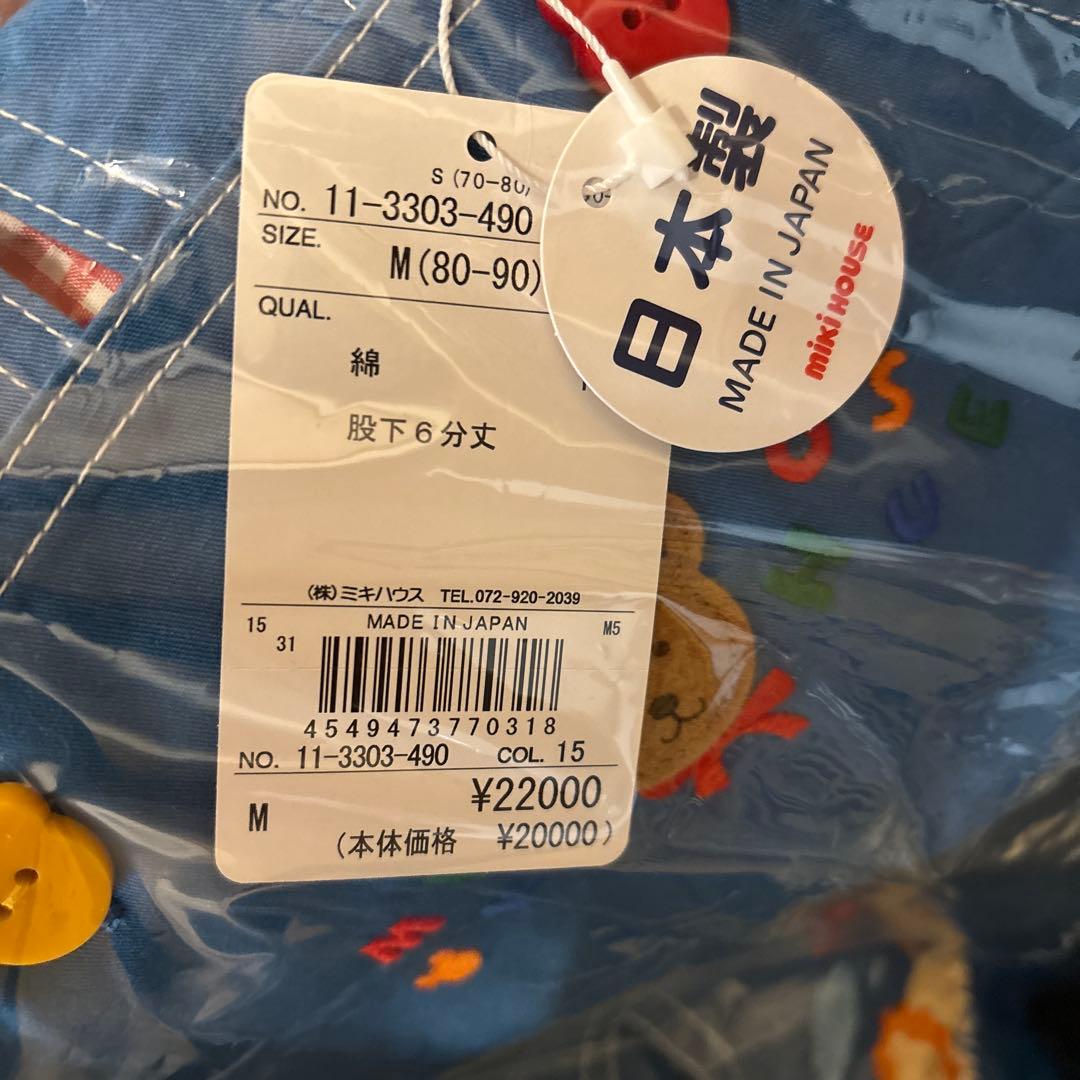 S (70-80)
NO. 11-3303-490
SIZE.
M (80-90)
QUAL.
綿
股下6分丈
(株)ミキハウス TEL.072-920-2039
MADE IN JAPAN
15
31
M5
4549473770318
NO. 11-3303-490 COL. 15
M
¥22000
(本体価格 ¥20000)
日本製
MADE IN JAPAN
miki HOUSE
H O U S E